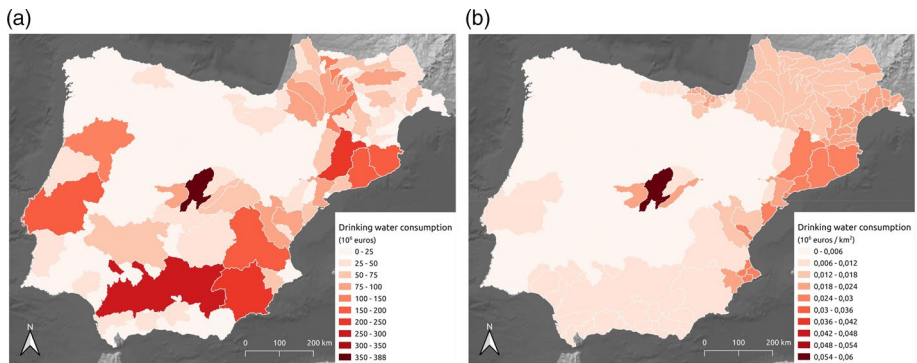 (a)
N
Drinking water consumption
(10⁶ euros)
0 - 25
25 - 50
50 - 75
75 - 100
100 - 150
150 - 200
200 - 250
250 - 300
300 - 350
350 - 388
0 100 200 km
(b)
N
Drinking water consumption
(10⁶ euros / km²)
0 - 0,006
0,006 - 0,012
0,012 - 0,018
0,018 - 0,024
0,024 - 0,03
0,03 - 0,036
0,036 - 0,042
0,042 - 0,048
0,048 - 0,054
0,054 - 0,06
0 100 200 km